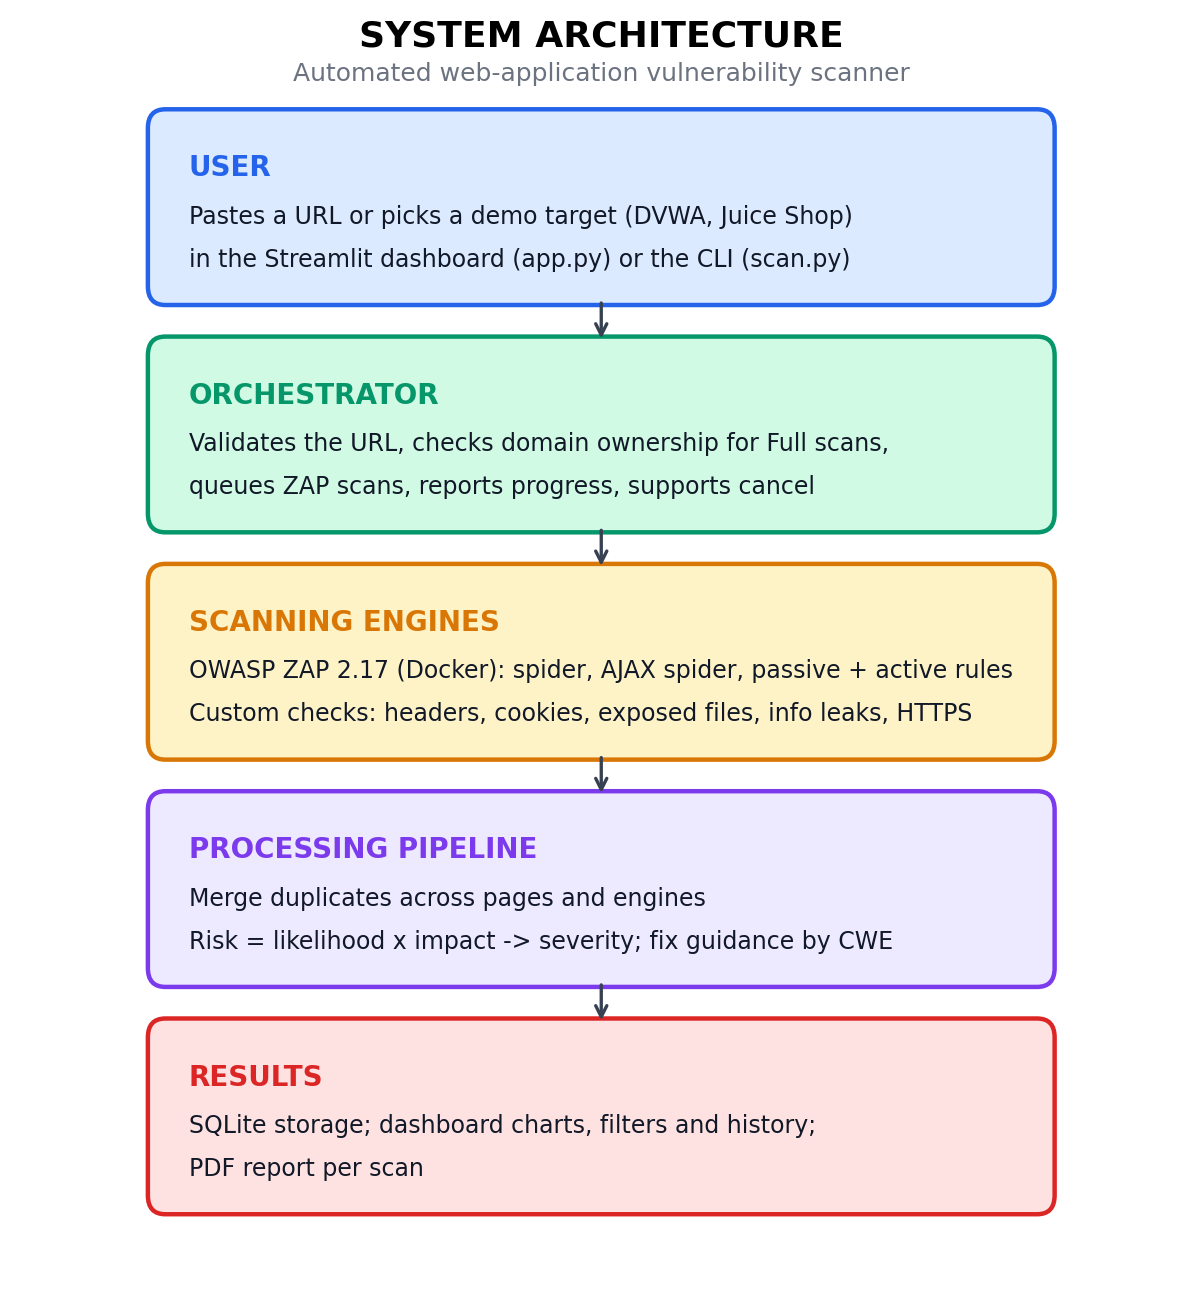 SYSTEM ARCHITECTURE
Automated web-application vulnerability scanner
USER
Pastes a URL or picks a demo target (DVWA, Juice Shop)
in the Streamlit dashboard (app.py) or the CLI (scan.py)
ORCHESTRATOR
Validates the URL, checks domain ownership for Full scans,
queues ZAP scans, reports progress, supports cancel
SCANNING ENGINES
OWASP ZAP 2.17 (Docker): spider, AJAX spider, passive + active rules
Custom checks: headers, cookies, exposed files, info leaks, HTTPS
PROCESSING PIPELINE
Merge duplicates across pages and engines
Risk = likelihood x impact -> severity; fix guidance by CWE
RESULTS
SQLite storage; dashboard charts, filters and history;
PDF report per scan